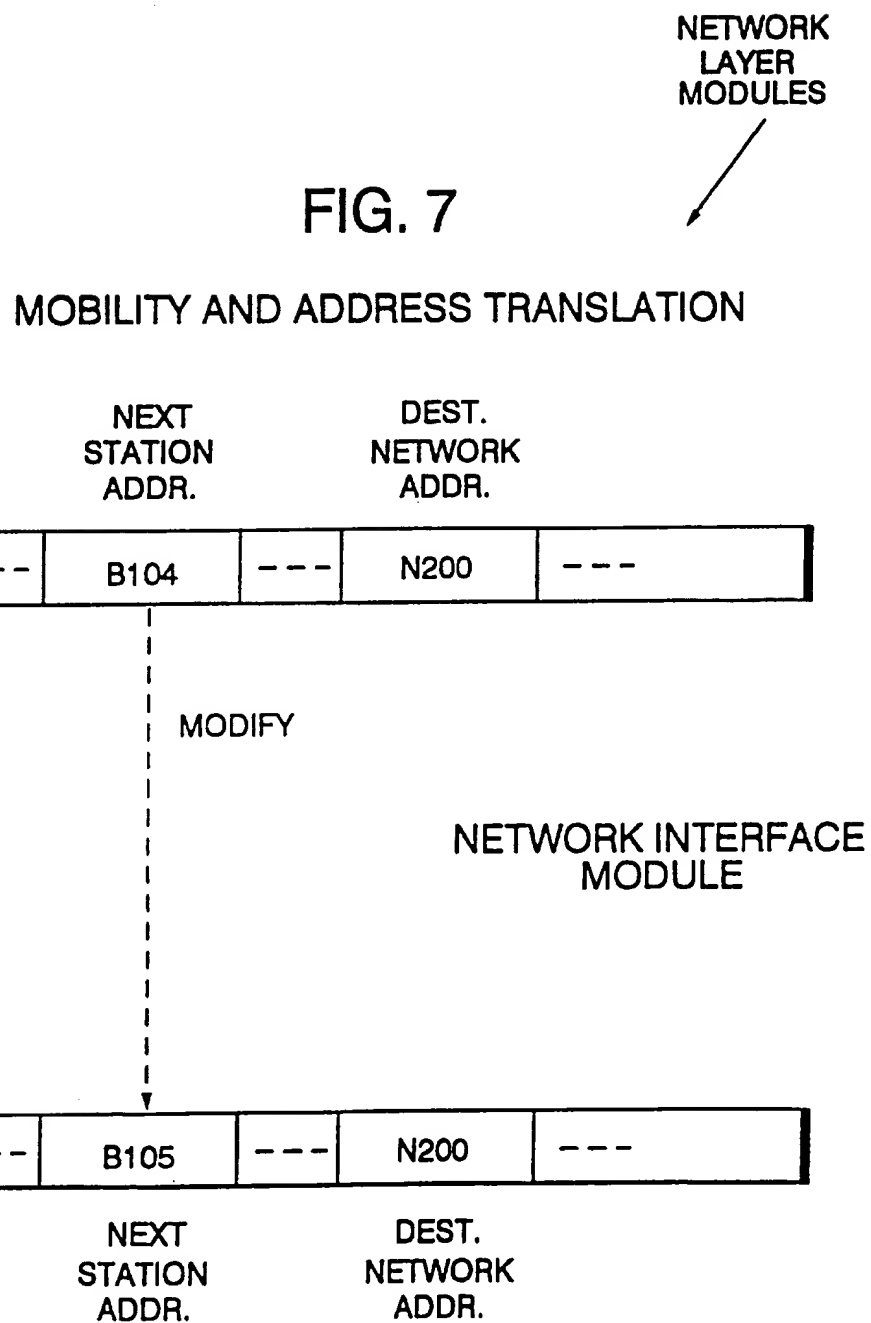 NETWORK
LAYER
MODULES
FIG. 7
MOBILITY AND ADDRESS TRANSLATION
NEXT
STATION
ADDR.
DEST.
NETWORK
ADDR.
-- B104 --- N200 ---
MODIFY
NETWORK INTERFACE
MODULE
-- B105 --- N200 ---
NEXT
STATION
ADDR.
DEST.
NETWORK
ADDR.